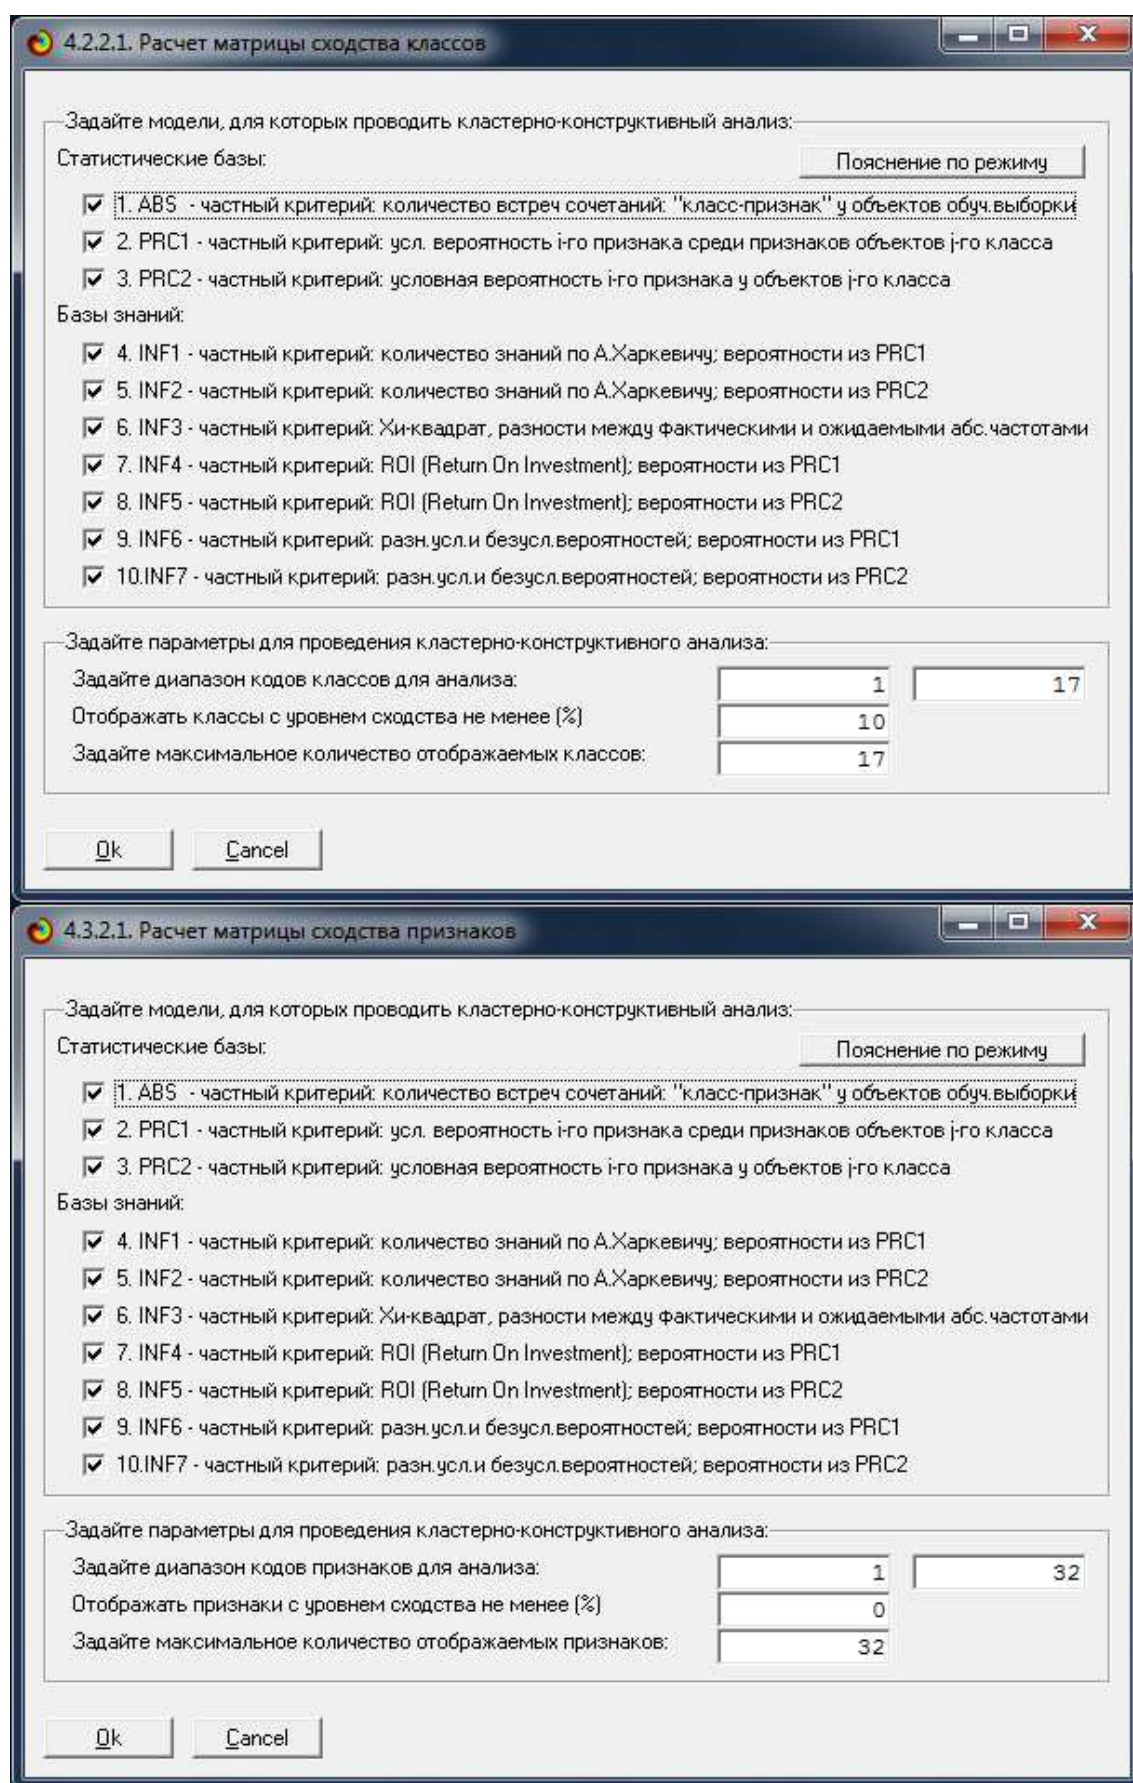 4.2.2.1. Расчет матрицы сходства классов
Задайте модели, для которых проводить кластерно-конструктивный анализ:
Статистические базы:
Пояснение по режиму
1. ABS - частный критерий: количество встреч сочетаний: "класс-признак" у объектов обуч.выборки
2. PRC1 - частный критерий: усл. вероятность i-го признака среди признаков объектов j-го класса
3. PRC2 - частный критерий: условная вероятность i-го признака у объектов j-го класса
Базы знаний:
4. INF1 - частный критерий: количество знаний по А.Харкевичу; вероятности из PRC1
5. INF2 - частный критерий: количество знаний по А.Харкевичу; вероятности из PRC2
6. INF3 - частный критерий: Хи-квадрат, разности между фактическими и ожидаемыми абс.частотами
7. INF4 - частный критерий: ROI (Return On Investment); вероятности из PRC1
8. INF5 - частный критерий: ROI (Return On Investment); вероятности из PRC2
9. INF6 - частный критерий: разн.усл.и безусл.вероятностей; вероятности из PRC1
10.INF7 - частный критерий: разн.усл.и безусл.вероятностей; вероятности из PRC2
Задайте параметры для проведения кластерно-конструктивного анализа:
Задайте диапазон кодов классов для анализа: 1 17
Отображать классы с уровнем сходства не менее (%) 10
Задайте максимальное количество отображаемых классов: 17
Ok Cancel
4.3.2.1. Расчет матрицы сходства признаков
Задайте модели, для которых проводить кластерно-конструктивный анализ:
Статистические базы:
Пояснение по режиму
1. ABS - частный критерий: количество встреч сочетаний: "класс-признак" у объектов обуч.выборки
2. PRC1 - частный критерий: усл. вероятность i-го признака среди признаков объектов j-го класса
3. PRC2 - частный критерий: условная вероятность i-го признака у объектов j-го класса
Базы знаний:
4. INF1 - частный критерий: количество знаний по А.Харкевичу; вероятности из PRC1
5. INF2 - частный критерий: количество знаний по А.Харкевичу; вероятности из PRC2
6. INF3 - частный критерий: Хи-квадрат, разности между фактическими и ожидаемыми абс.частотами
7. INF4 - частный критерий: ROI (Return On Investment); вероятности из PRC1
8. INF5 - частный критерий: ROI (Return On Investment); вероятности из PRC2
9. INF6 - частный критерий: разн.усл.и безусл.вероятностей; вероятности из PRC1
10.INF7 - частный критерий: разн.усл.и безусл.вероятностей; вероятности из PRC2
Задайте параметры для проведения кластерно-конструктивного анализа:
Задайте диапазон кодов признаков для анализа: 1 32
Отображать признаки с уровнем сходства не менее (%) 0
Задайте максимальное количество отображаемых признаков: 32
Ok Cancel